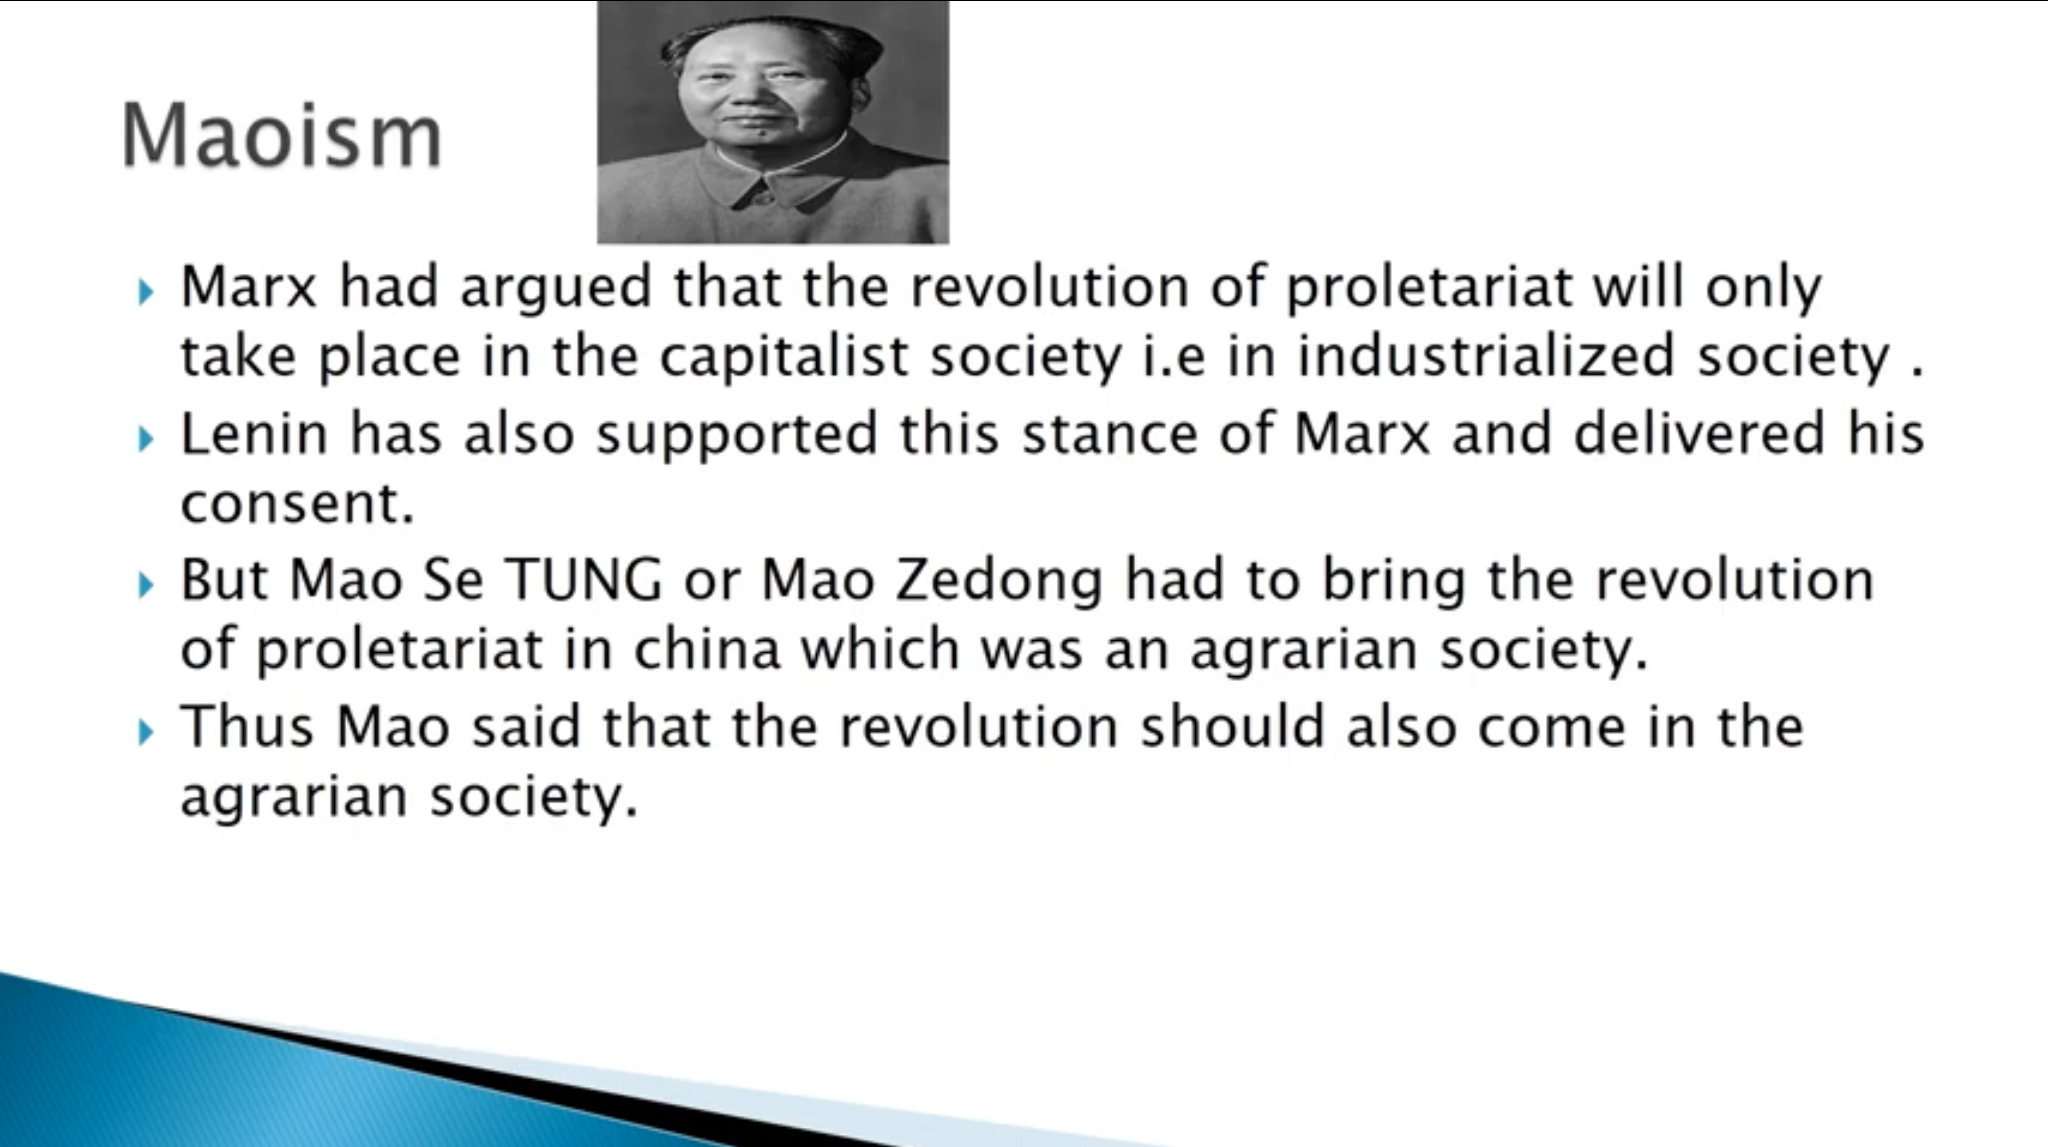 Maoism
Marx had argued that the revolution of proletariat will only
take place in the capitalist society i.e in industrialized society .
Lenin has also supported this stance of Marx and delivered his
consent.
But Mao Se TUNG or Mao Zedong had to bring the revolution
of proletariat in china which was an agrarian society.
Thus Mao said that the revolution should also come in the
agrarian society.